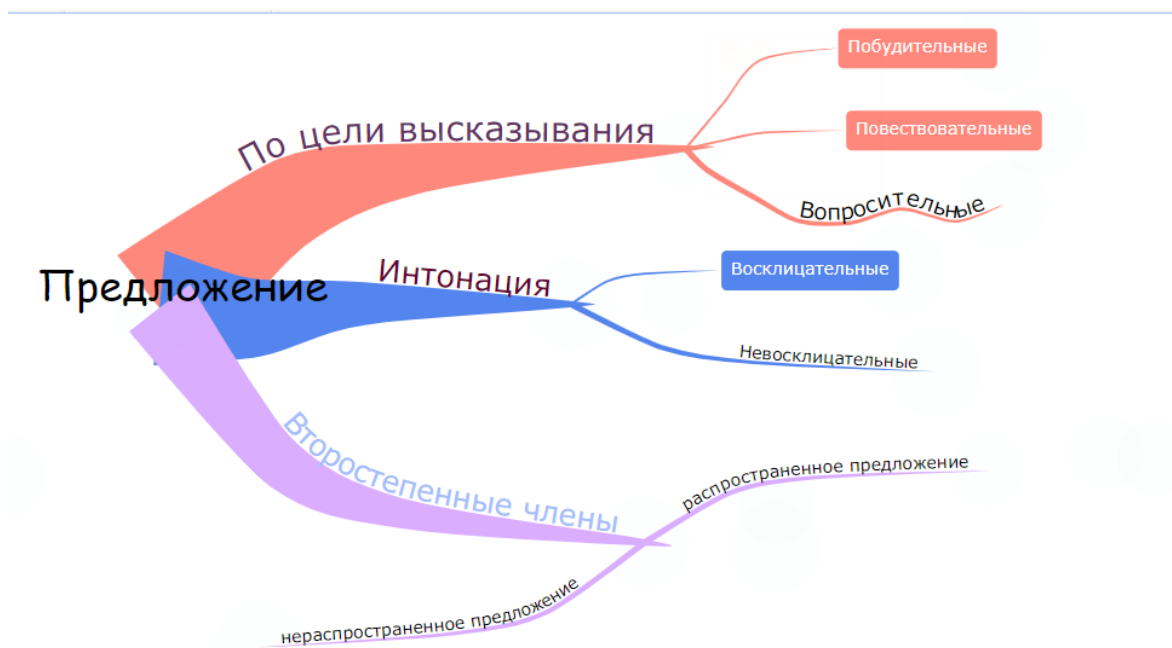 Предложение
По цели высказывания
Побудительные
Повествовательные
Вопросительные
Интонация
Восклицательные
Невосклицательные
Второстепенные члены
распространенное предложение
нераспространенное предложение